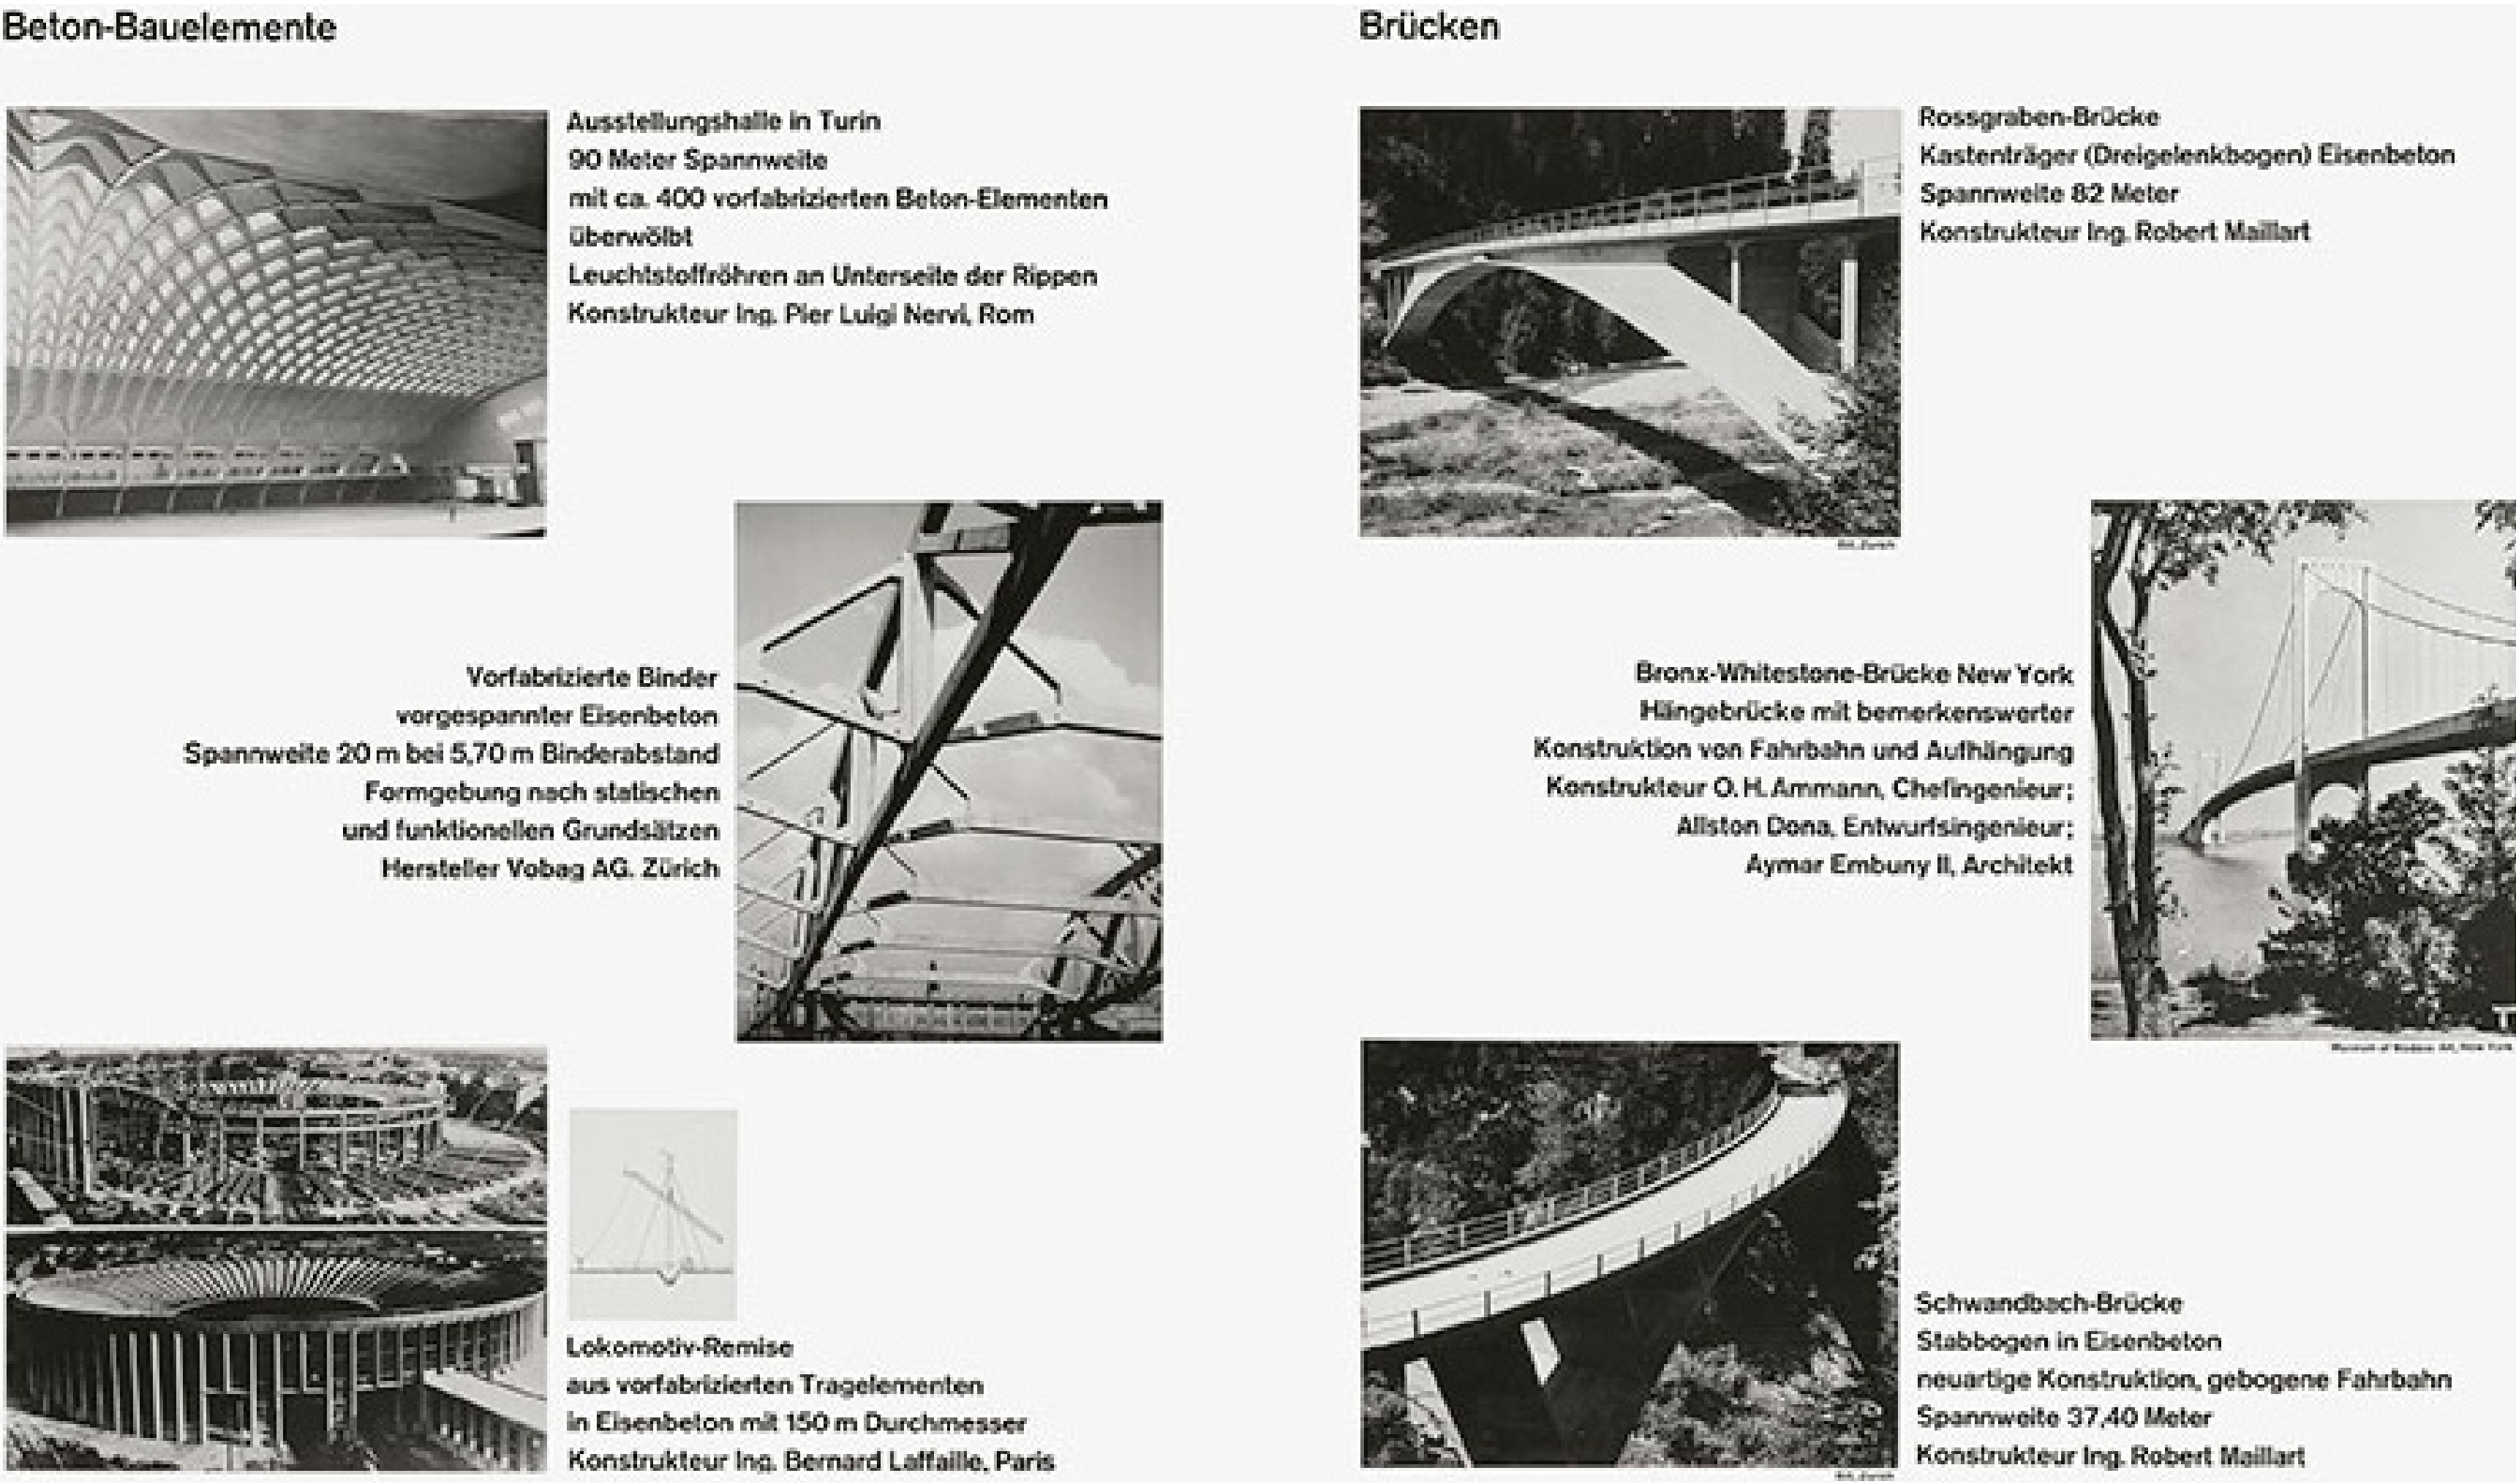 Beton-Bauelemente
Ausstellungshalle in Turin
90 Meter Spannweite
mit ca. 400 vorfabrizierten Beton-Elementen
überwölbt
Leuchtstoffröhren an Unterseite der Rippen
Konstrukteur Ing. Pier Luigi Nervi, Rom
Vorfabrizierte Binder
vorgespannter Eisenbeton
Spannweite 20 m bei 5,70 m Binderabstand
Formgebung nach statischen
und funktionellen Grundsätzen
Hersteller Vobag AG. Zürich
Lokomotiv-Remise
aus vorfabrizierten Tragelementen
in Eisenbeton mit 150 m Durchmesser
Konstrukteur Ing. Bernard Laffaille, Paris
Brücken
Rossgraben-Brücke
Kastenträger (Dreigelenkbogen) Eisenbeton
Spannweite 82 Meter
Konstrukteur Ing. Robert Maillart
Bronx-Whitestone-Brücke New York
Hängebrücke mit bemerkenswerter
Konstruktion von Fahrbahn und Aufhängung
Konstrukteur O. H. Ammann, Chefingenieur;
Allston Dona, Entwurfsingenieur;
Aymar Embuny II, Architekt
Museum of Modern Art, New York
Schwandbach-Brücke
Stabbogen in Eisenbeton
neuartige Konstruktion, gebogene Fahrbahn
Spannweite 37,40 Meter
Konstrukteur Ing. Robert Maillart